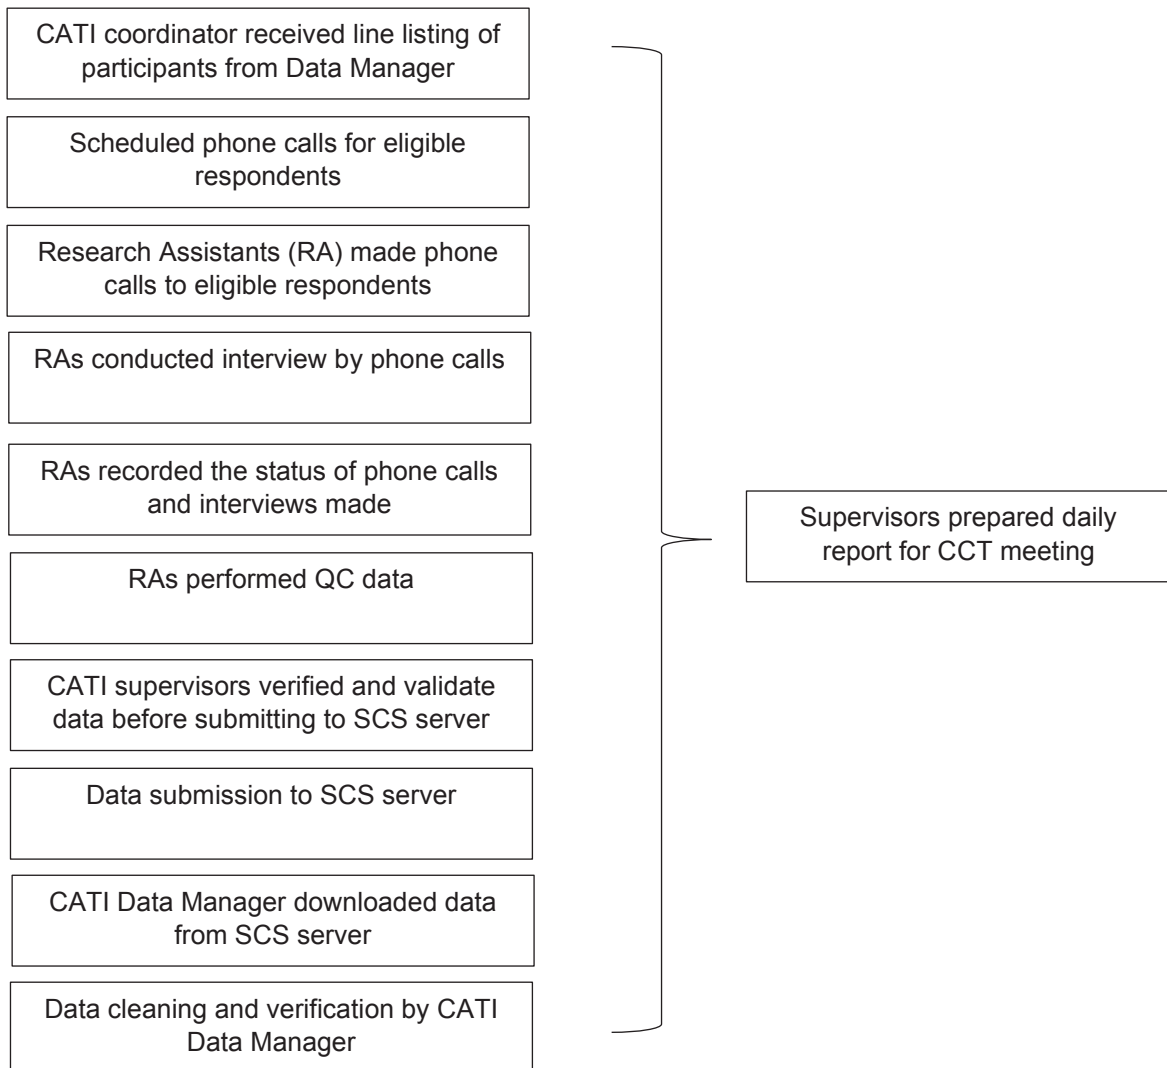 CATI coordinator received line listing of
participants from Data Manager
Scheduled phone calls for eligible
respondents
Research Assistants (RA) made phone
calls to eligible respondents
RAs conducted interview by phone calls
RAs recorded the status of phone calls
and interviews made
RAs performed QC data
CATI supervisors verified and validate
data before submitting to SCS server
Data submission to SCS server
CATI Data Manager downloaded data
from SCS server
Data cleaning and verification by CATI
Data Manager
Supervisors prepared daily
report for CCT meeting